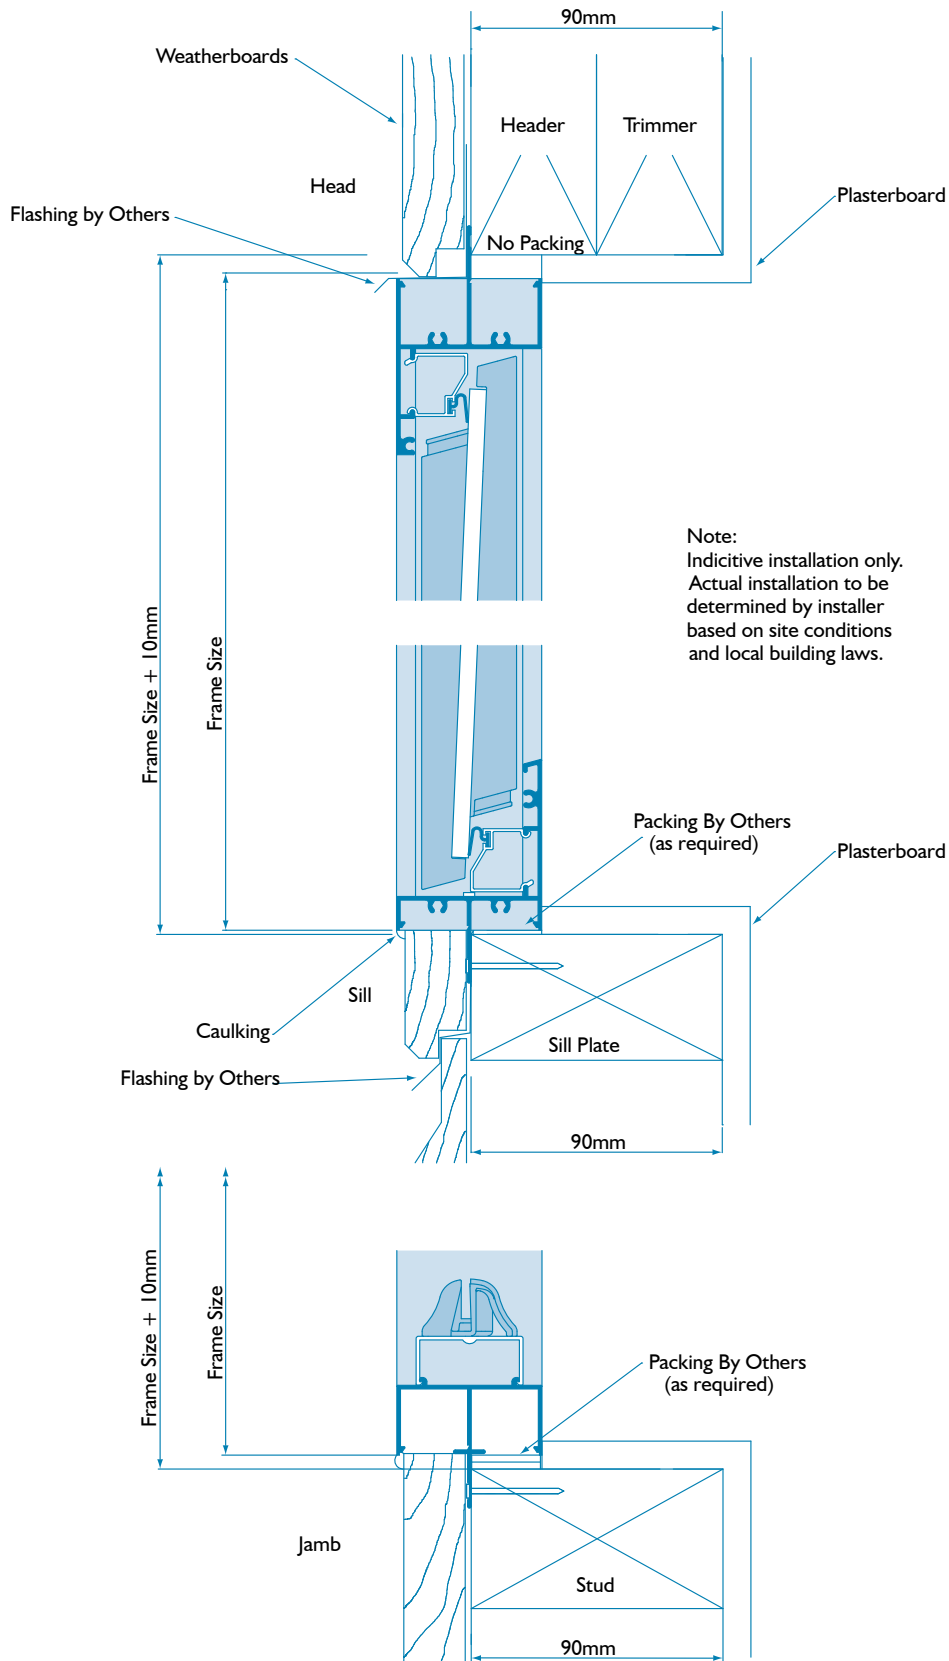 90mm
Weatherboards
Header
Trimmer
Head
Plasterboard
Flashing by Others
No Packing
Note:
Indicitive installation only.
Actual installation to be
determined by installer
based on site conditions
and local building laws.
Frame Size + 10mm
Frame Size
Packing By Others
(as required)
Plasterboard
Sill
Caulking
Sill Plate
Flashing by Others
90mm
Frame Size + 10mm
Frame Size
Packing By Others
(as required)
Jamb
Stud
90mm